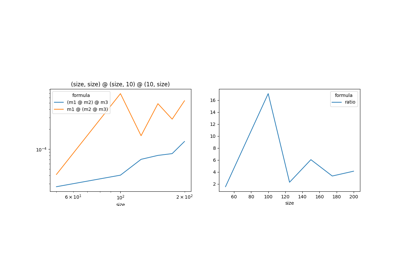 (size, size) @ (size, 10) @ (10, size)
formula
(m1 @ m2) @ m3
m1 @ (m2 @ m3)
10⁻⁴
6 × 10¹
10²
2 × 10²
size
formula
ratio
16
14
12
10
8
6
4
2
60 80 100 120 140 160 180 200
size